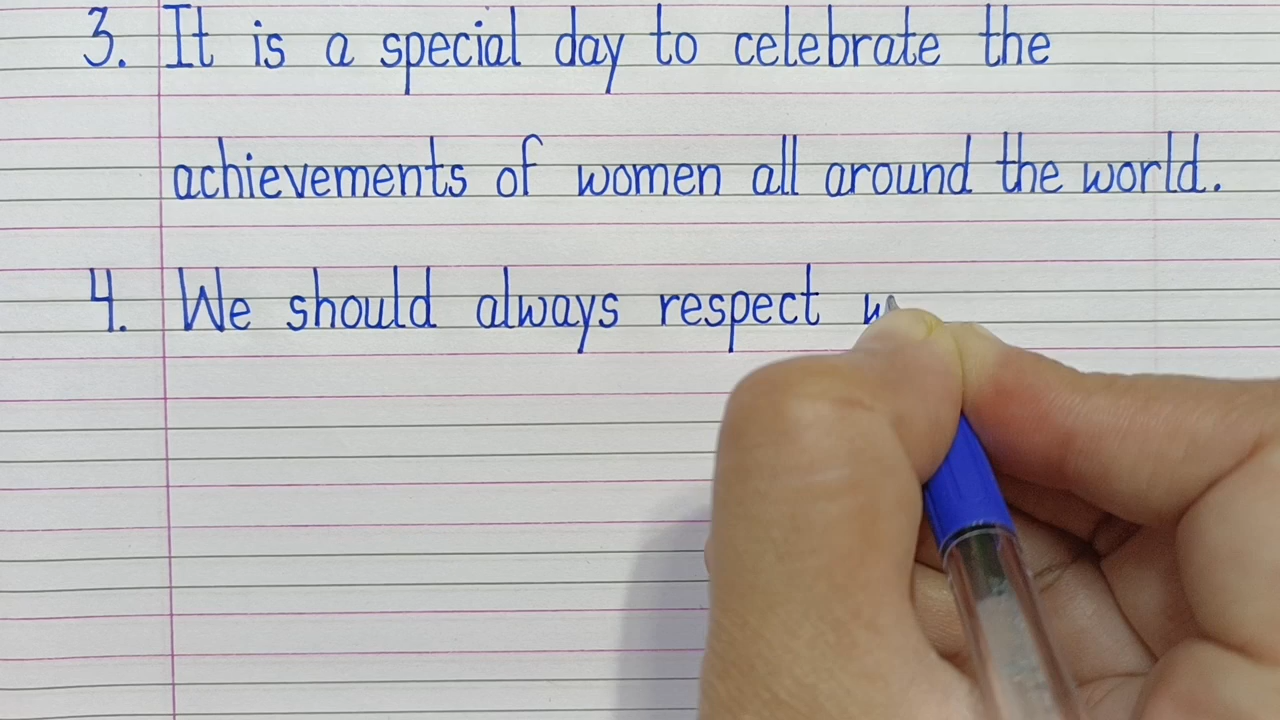 3. It is a special day to celebrate the
achievements of women all around the world.
4. We should always respect